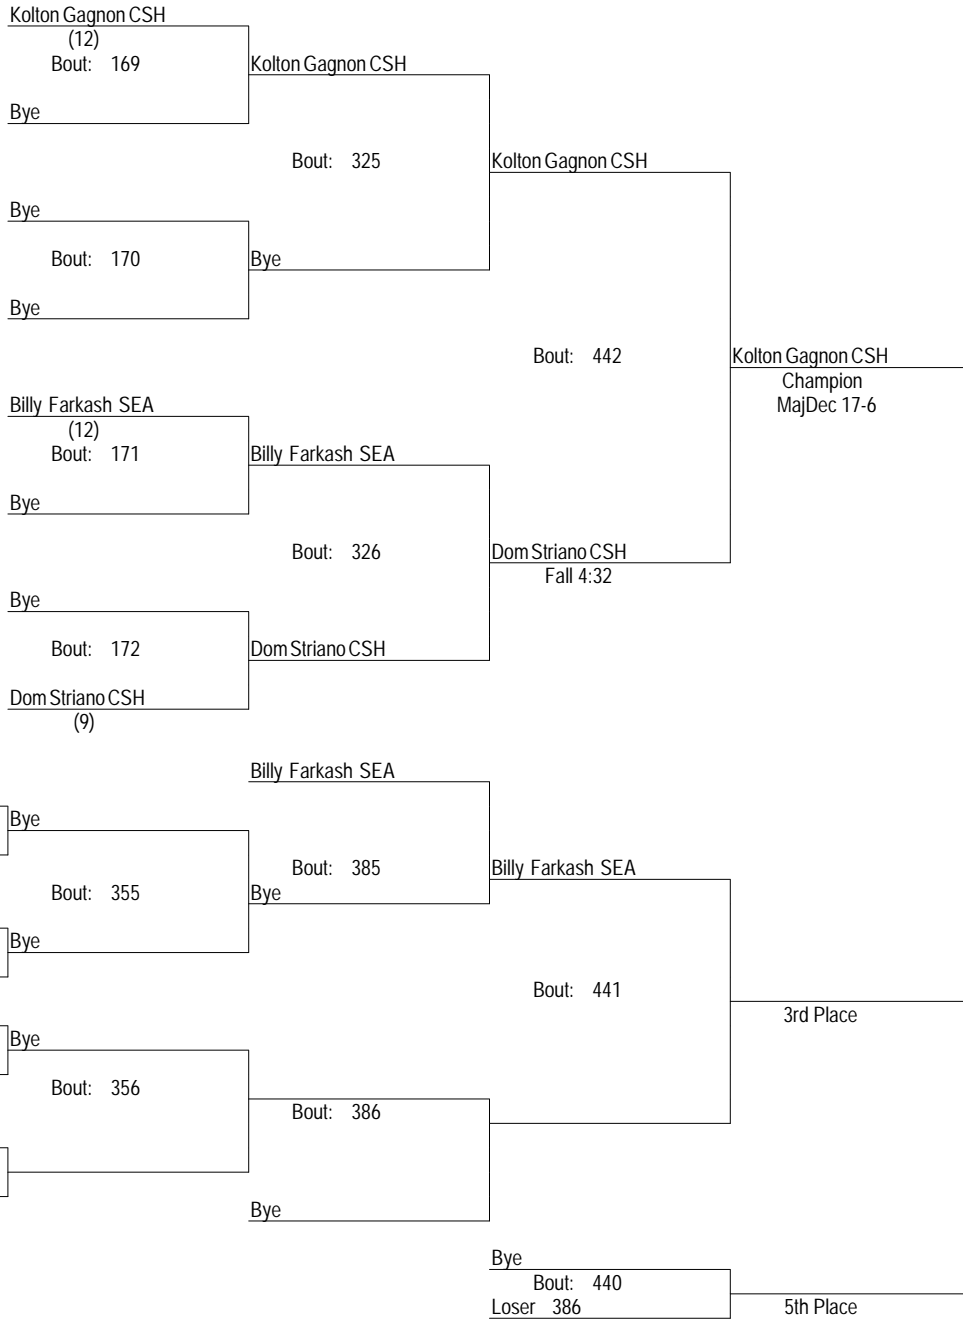 Kolton Gagnon CSH
(12)
Bout: 169
Kolton Gagnon CSH
Bye
Bout: 325
Kolton Gagnon CSH
Bye
Bout: 170
Bye
Bye
Bout: 442
Kolton Gagnon CSH
Champion
MajDec 17-6
Billy Farkash SEA
(12)
Bout: 171
Billy Farkash SEA
Bye
Bout: 326
Dom Striano CSH
Fall 4:32
Bye
Bout: 172
Dom Striano CSH
Dom Striano CSH
(9)
Billy Farkash SEA
Bye
Bout: 385
Billy Farkash SEA
Bout: 355
Bye
Bye
Bout: 441
3rd Place
Bye
Bout: 356
Bout: 386
Bye
Bye
Bout: 440
Loser 386
5th Place